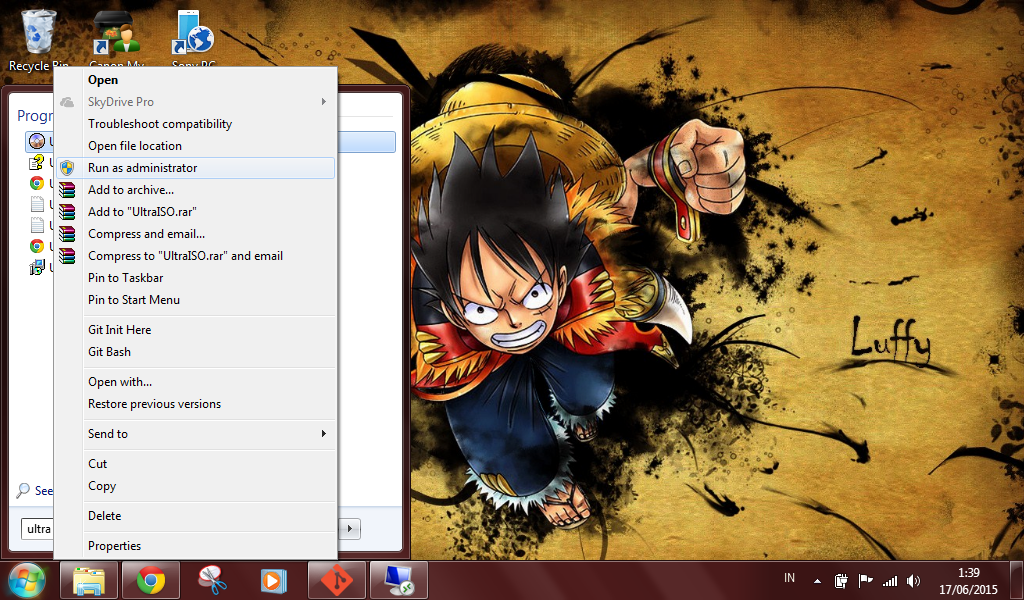 Recycle Bin
Canon My
Sony PC
Open
SkyDrive Pro
Troubleshoot compatibility
Open file location
Run as administrator
Add to archive...
Add to "UltraISO.rar"
Compress and email...
Compress to "UltraISO.rar" and email
Pin to Taskbar
Pin to Start Menu
Git Init Here
Git Bash
Open with...
Restore previous versions
Send to
Cut
Copy
Delete
Properties
Progr
See
ultra
Luffy
IN
1:39
17/06/2015